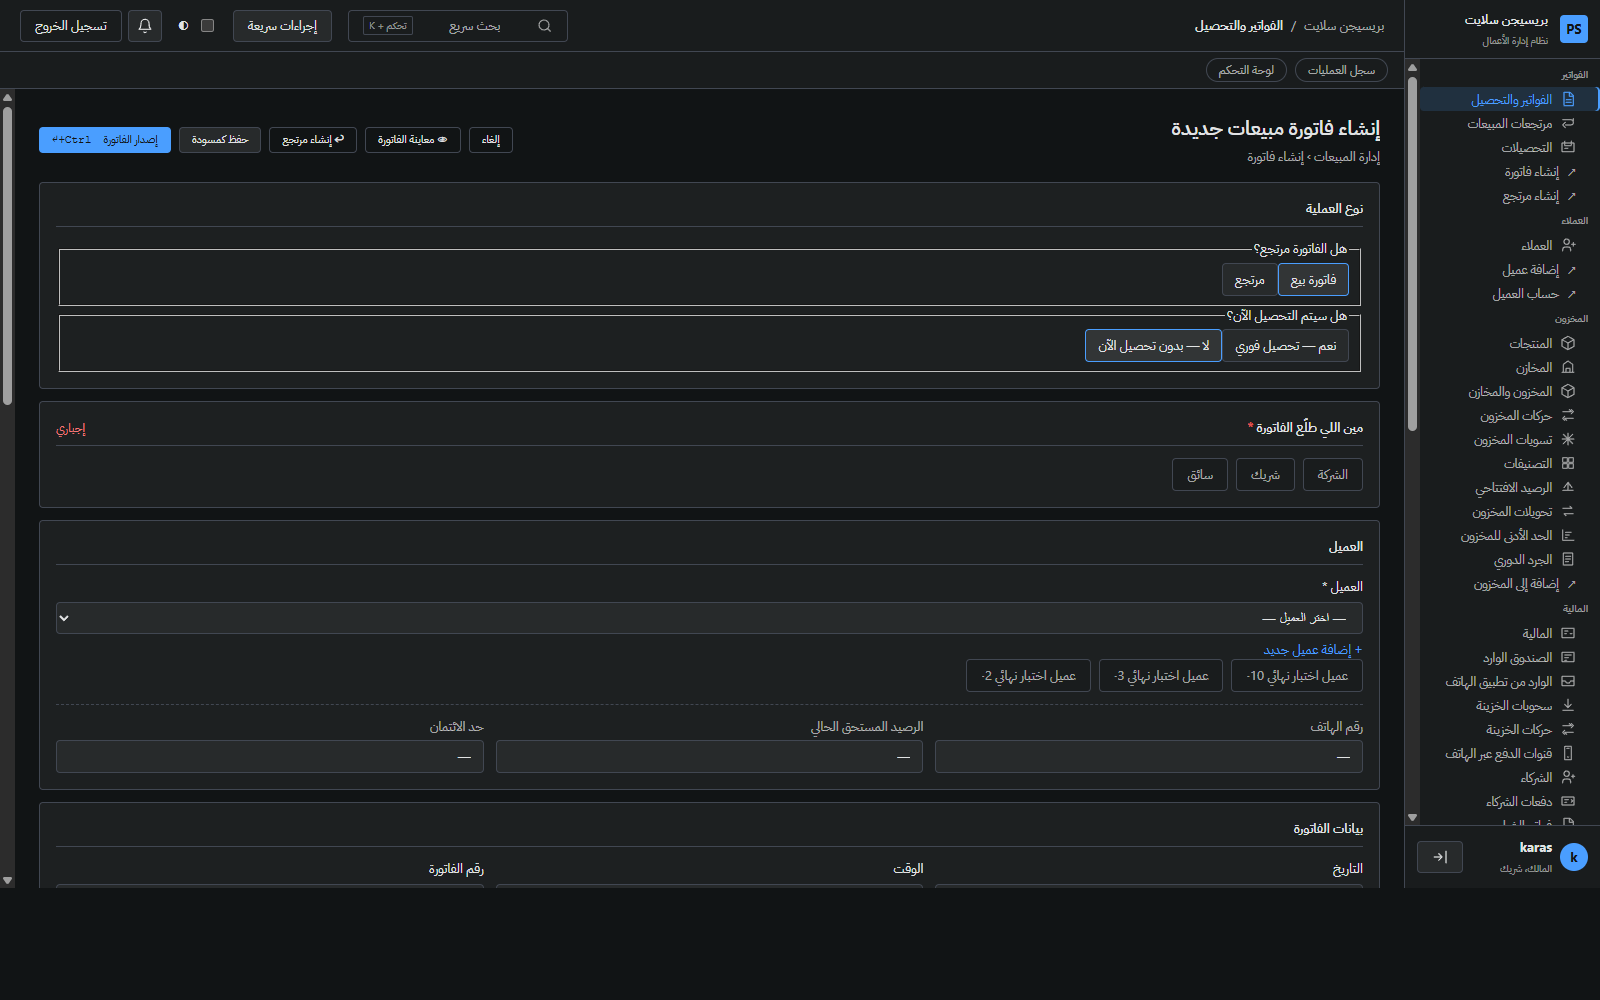 PS
بريسيجن سلايت
نظام إدارة الأعمال
بريسيجن سلايت / الفواتير والتحصيل
بحث سريع
تحكم + K
إجراءات سريعة
تسجيل الخروج
سجل العمليات
لوحة التحكم
الفواتير
الفواتير والتحصيل
مرتجعات المبيعات
التحصيلات
إنشاء فاتورة
إنشاء مرتجع
العملاء
العملاء
إضافة عميل
حساب العميل
المخزون
المنتجات
المخازن
المخزون والمخازن
حركات المخزون
تسويات المخزون
التصنيفات
الرصيد الافتتاحي
تحويلات المخزون
الحد الأدنى للمخزون
الجرد الدوري
إضافة إلى المخزون
المالية
المالية
الصندوق الوارد
الوارد من تطبيق الهاتف
سحوبات الخزينة
حركات الخزينة
قنوات الدفع عبر الهاتف
الشركاء
دفعات الشركاء
karas
المالك، شريك
k
إنشاء فاتورة مبيعات جديدة
إدارة المبيعات › إنشاء فاتورة
إلغاء
معاينة الفاتورة
إنشاء مرتجع
حفظ كمسودة
إصدار الفاتورة Ctrl+↵
نوع العملية
هل الفاتورة مرتجع؟
فاتورة بيع
مرتجع
هل سيتم التحصيل الآن؟
نعم — تحصيل فوري
لا — بدون تحصيل الآن
مين اللي طلّع الفاتورة *
إجباري
الشركة
شريك
سائق
العميل
العميل *
— اختر العميل —
+ إضافة عميل جديد
عميل اختبار نهائي 10-
عميل اختبار نهائي 3-
عميل اختبار نهائي 2-
رقم الهاتف
الرصيد المستحق الحالي
حد الائتمان
—
—
—
بيانات الفاتورة
التاريخ
الوقت
رقم الفاتورة